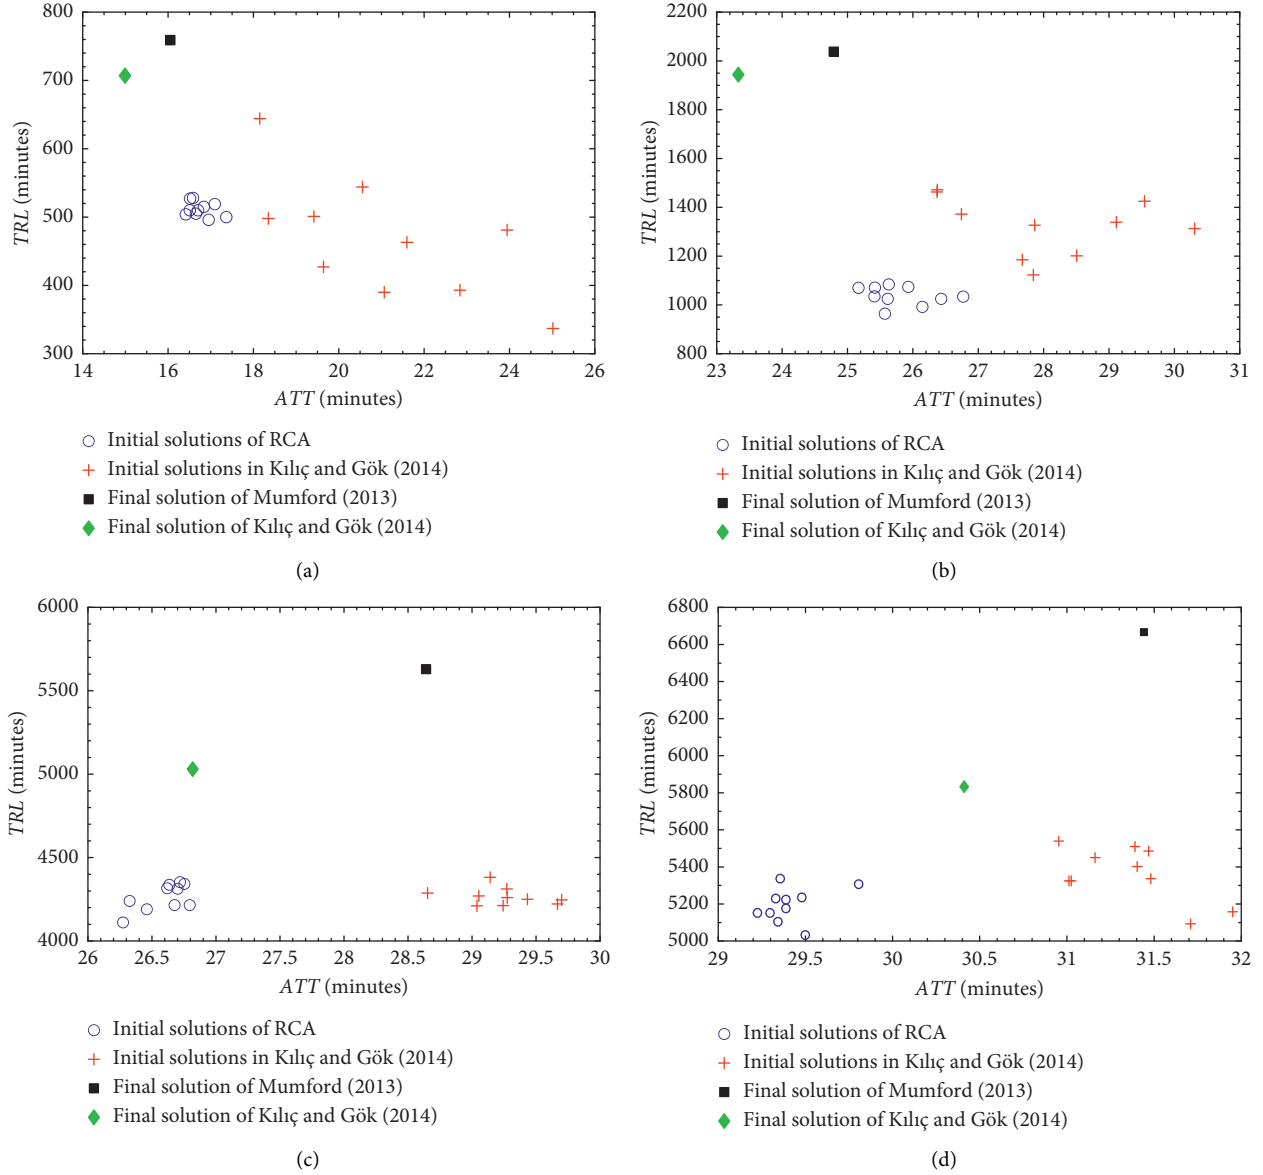 800
700
600
500
400
300
TRL (minutes)
14 16 18 20 22 24 26
ATT (minutes)
Initial solutions of RCA
Initial solutions in Kılıç and Gök (2014)
Final solution of Mumford (2013)
Final solution of Kılıç and Gök (2014)
(a)
2200
2000
1800
1600
1400
1200
1000
800
TRL (minutes)
23 24 25 26 27 28 29 30 31
ATT (minutes)
Initial solutions of RCA
Initial solutions in Kılıç and Gök (2014)
Final solution of Mumford (2013)
Final solution of Kılıç and Gök (2014)
(b)
6000
5500
5000
4500
4000
TRL (minutes)
26 26.5 27 27.5 28 28.5 29 29.5 30
ATT (minutes)
Initial solutions of RCA
Initial solutions in Kılıç and Gök (2014)
Final solution of Mumford (2013)
Final solution of Kılıç and Gök (2014)
(c)
6800
6600
6400
6200
6000
5800
5600
5400
5200
5000
TRL (minutes)
29 29.5 30 30.5 31 31.5 32
ATT (minutes)
Initial solutions of RCA
Initial solutions in Kılıç and Gök (2014)
Final solution of Mumford (2013)
Final solution of Kılıç and Gök (2014)
(d)